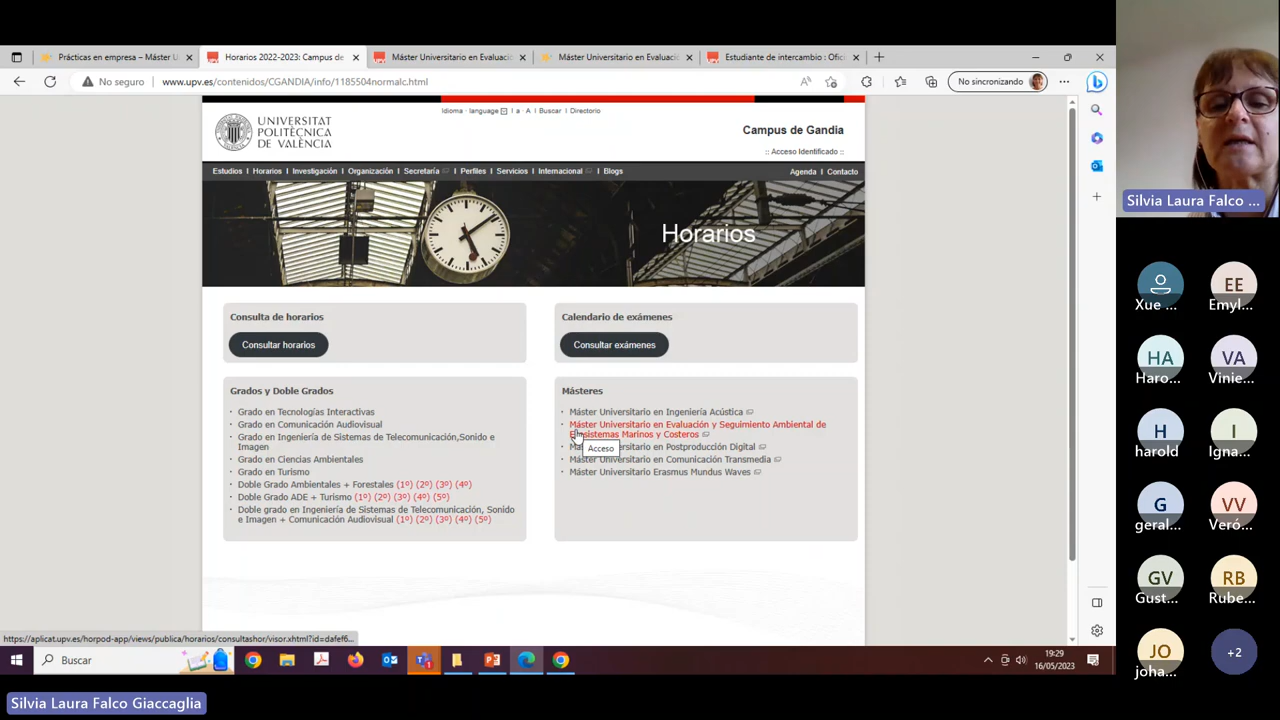 Prácticas en empresa – Máster U
Horarios 2022-2023: Campus de
Máster Universitario en Evaluació
Máster Universitario en Evaluació
Estudiante de intercambio : Ofici
No seguro
www.upv.es/contenidos/CGANDIA/info/1185504normalc.html
No sincronizando
Idioma · language | a · A | Buscar | Directorio
UNIVERSITAT
POLITÈCNICA
DE VALÈNCIA
Campus de Gandia
:: Acceso Identificado ::
Estudios | Horarios | Investigación | Organización | Secretaría | Perfiles | Servicios | Internacional | Blogs
Agenda | Contacto
Horarios
Consulta de horarios
Consultar horarios
Calendario de exámenes
Consultar exámenes
Grados y Doble Grados
Grado en Tecnologías Interactivas
Grado en Comunicación Audiovisual
Grado en Ingeniería de Sistemas de Telecomunicación,Sonido e
Imagen
Grado en Ciencias Ambientales
Grado en Turismo
Doble Grado Ambientales + Forestales (1º) (2º) (3º) (4º)
Doble Grado ADE + Turismo (1º) (2º) (3º) (4º) (5º)
Doble grado en Ingeniería de Sistemas de Telecomunicación, Sonido
e Imagen + Comunicación Audiovisual (1º) (2º) (3º) (4º) (5º)
Másteres
Máster Universitario en Ingeniería Acústica
Máster Universitario en Evaluación y Seguimiento Ambiental de
Ecosistemas Marinos y Costeros
Acceso
Universitario en Postproducción Digital
Máster Universitario en Comunicación Transmedia
Máster Universitario Erasmus Mundus Waves
https://aplicat.upv.es/horpod-app/views/publica/horarios/consultashor/visor.xhtml?id=dafef6...
Buscar
19:29
16/05/2023
Silvia Laura Falco Giaccaglia
Silvia Laura Falco ...
Xue ...
EE
Emyl...
HA
Haro...
VA
Vinie...
H
harold
I
Igna...
G
geral...
VV
Veró...
GV
Gust...
RB
Rube...
JO
joha...
+2